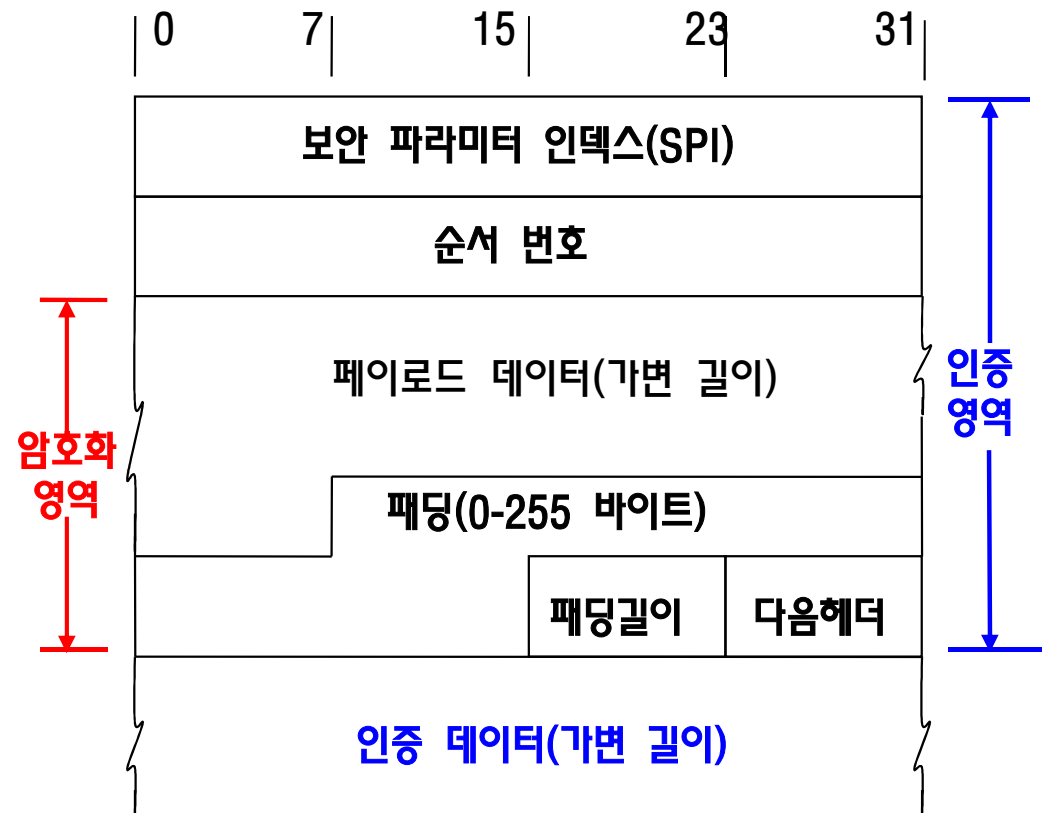 0 7 15 23 31
보안 파라미터 인덱스(SPI)
순서 번호
페이로드 데이터(가변 길이)
인증
영역
암호화
영역
패딩(0-255 바이트)
패딩길이 다음헤더
인증 데이터(가변 길이)